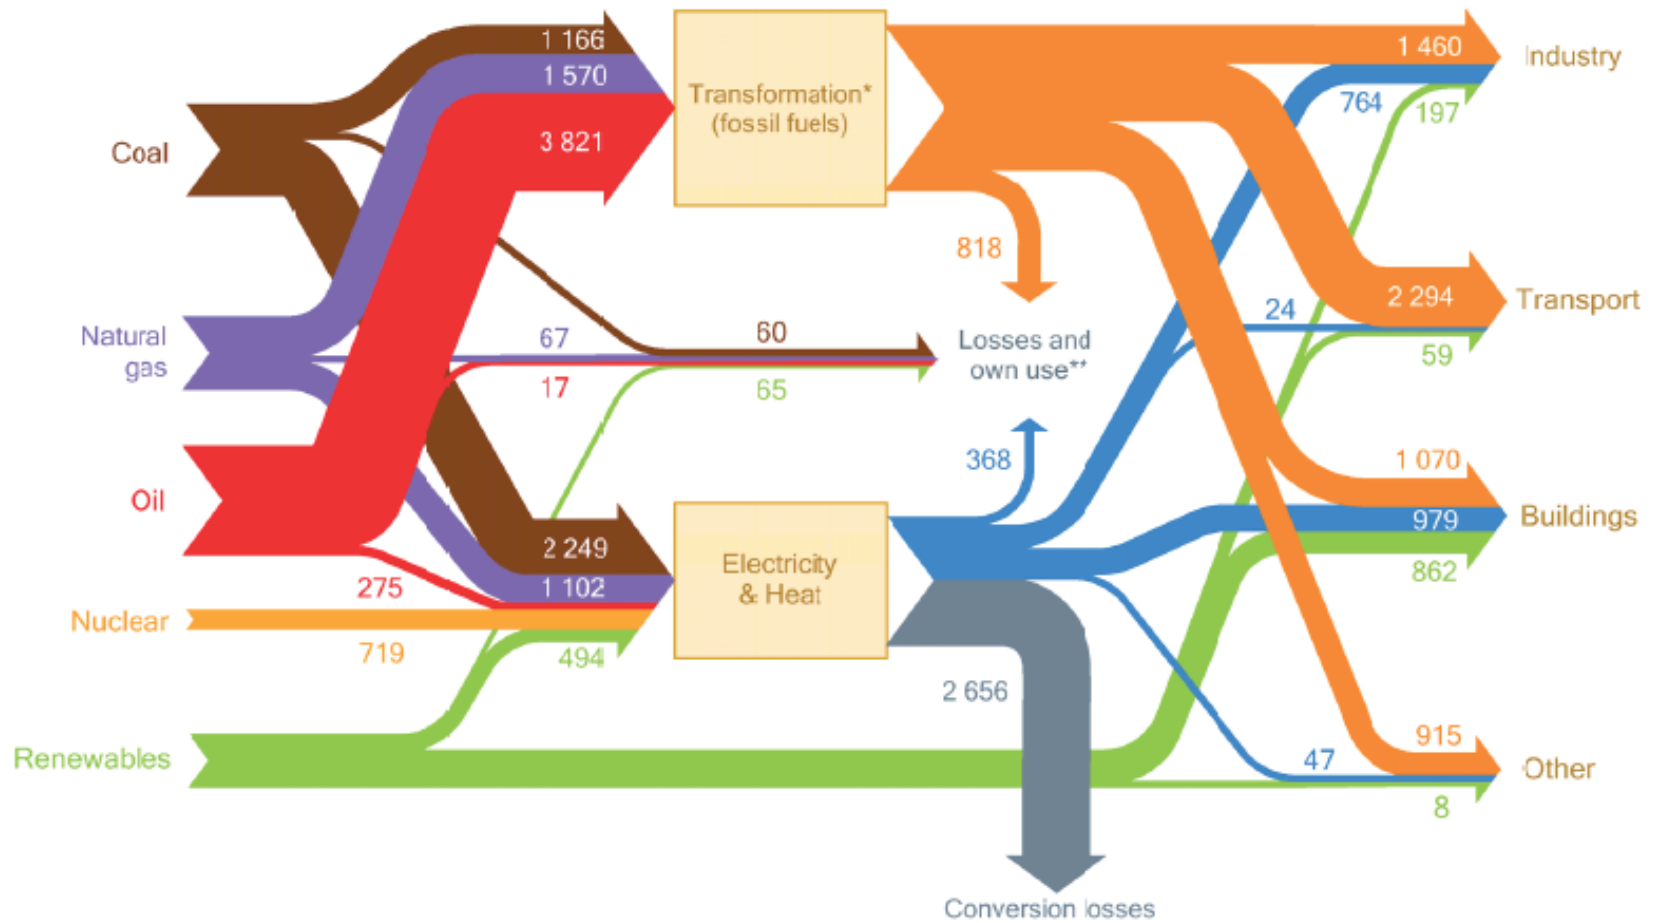 1 166
1 570
3 821
Transformation*
(fossil fuels)
1 460
Industry
764
197
Coal
818
2 294
Transport
24
59
Natural
gas
67
60
17
65
Losses and
own use**
368
1 070
979
Buildings
862
Oil
2 249
1 102
275
Electricity
& Heat
Nuclear
719
494
2 656
Renewables
915
47
Other
8
Conversion losses